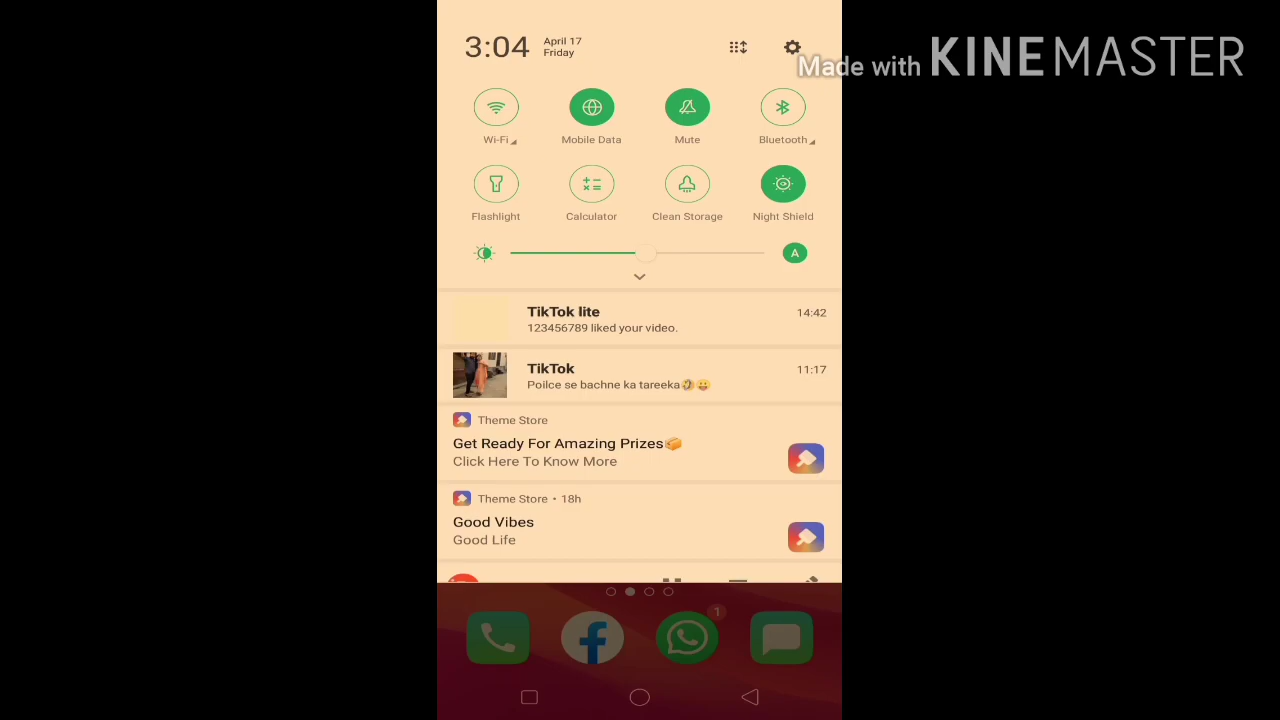 3:04
April 17
Friday
Made with KINEMASTER
Wi-Fi
Mobile Data
Mute
Bluetooth
Flashlight
Calculator
Clean Storage
Night Shield
A
TikTok lite
14:42
123456789 liked your video.
TikTok
11:17
Poilce se bachne ka tareeka🤣😀
Theme Store
Get Ready For Amazing Prizes
Click Here To Know More
Theme Store • 18h
Good Vibes
Good Life
1